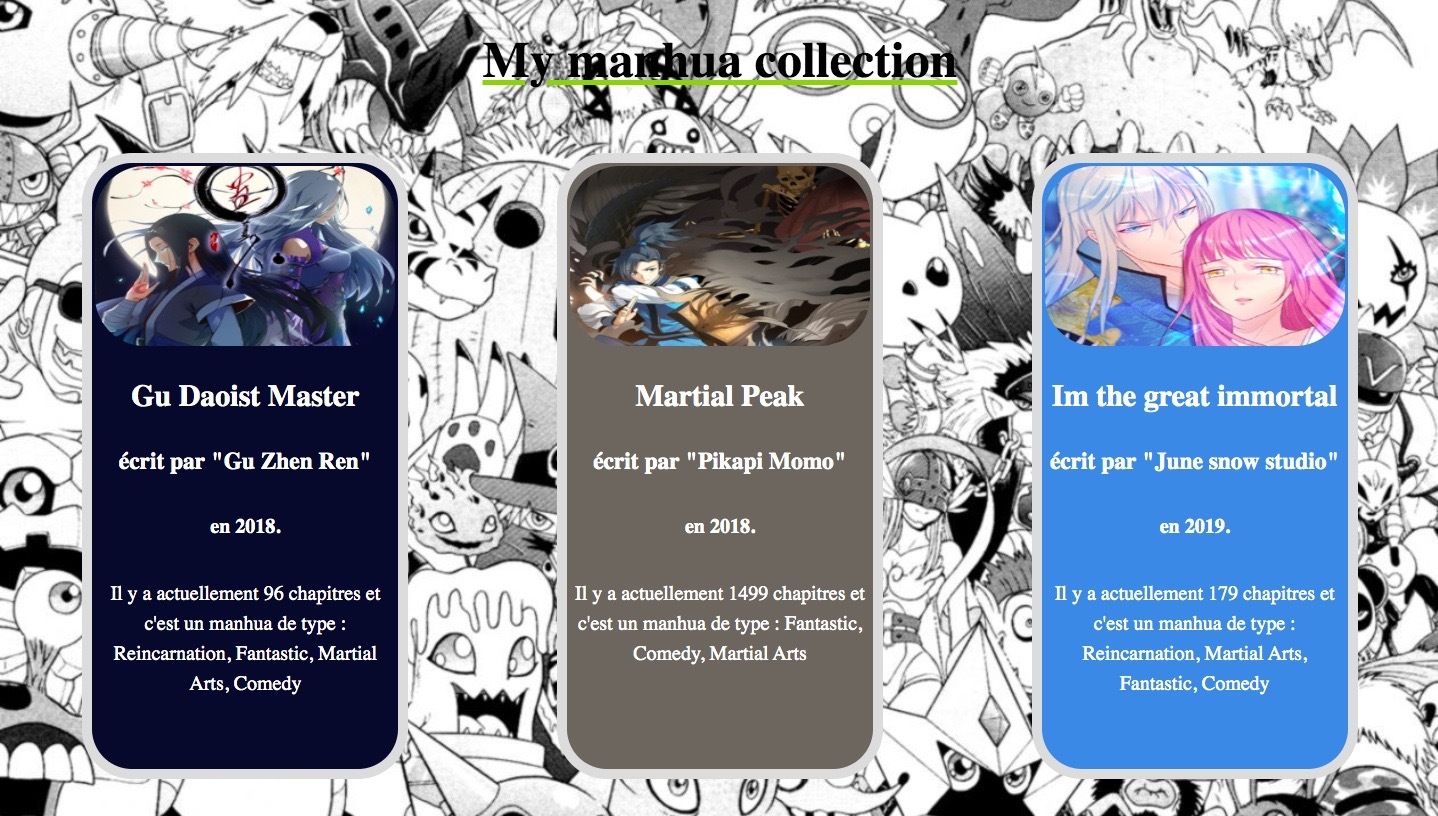 My manhua collection
Gu Daoist Master
écrit par "Gu Zhen Ren"
en 2018.
Il y a actuellement 96 chapitres et
c'est un manhua de type :
Reincarnation, Fantastic, Martial
Arts, Comedy
Martial Peak
écrit par "Pikapi Momo"
en 2018.
Il y a actuellement 1499 chapitres et
c'est un manhua de type : Fantastic,
Comedy, Martial Arts
Im the great immortal
écrit par "June snow studio"
en 2019.
Il y a actuellement 179 chapitres et
c'est un manhua de type :
Reincarnation, Martial Arts,
Fantastic, Comedy